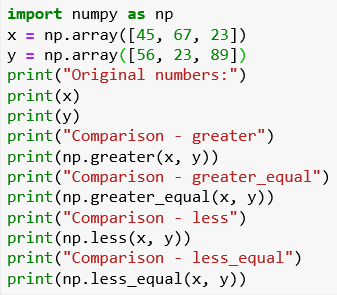 import numpy as np
x = np.array([45, 67, 23])
y = np.array([56, 23, 89])
print("Original numbers:")
print(x)
print(y)
print("Comparison - greater")
print(np.greater(x, y))
print("Comparison - greater_equal")
print(np.greater_equal(x, y))
print("Comparison - less")
print(np.less(x, y))
print("Comparison - less_equal")
print(np.less_equal(x, y))